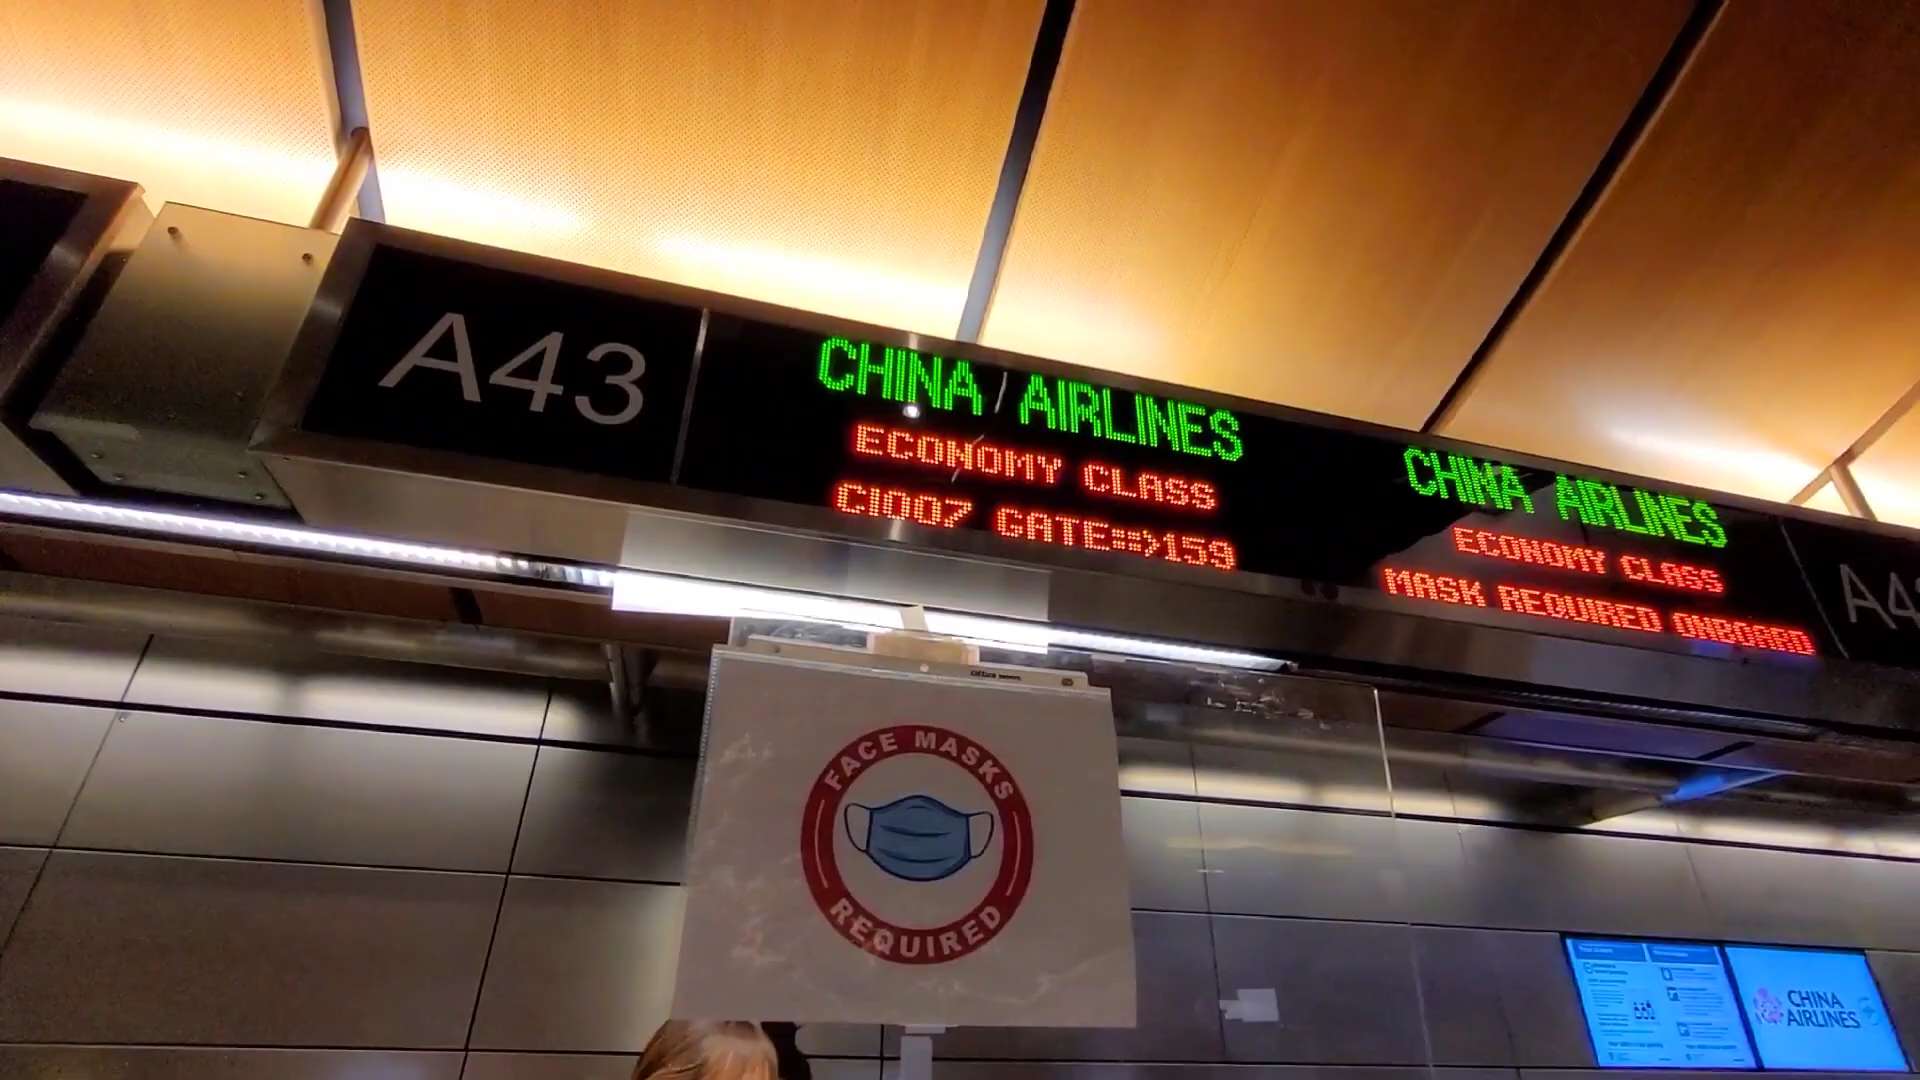 A43
CHINA AIRLINES
ECONOMY CLASS
CI007 GATE==>159
CHINA AIRLINES
ECONOMY CLASS
MASK REQUIRED ONBOARD
FACE MASKS
REQUIRED
CHINA
AIRLINES